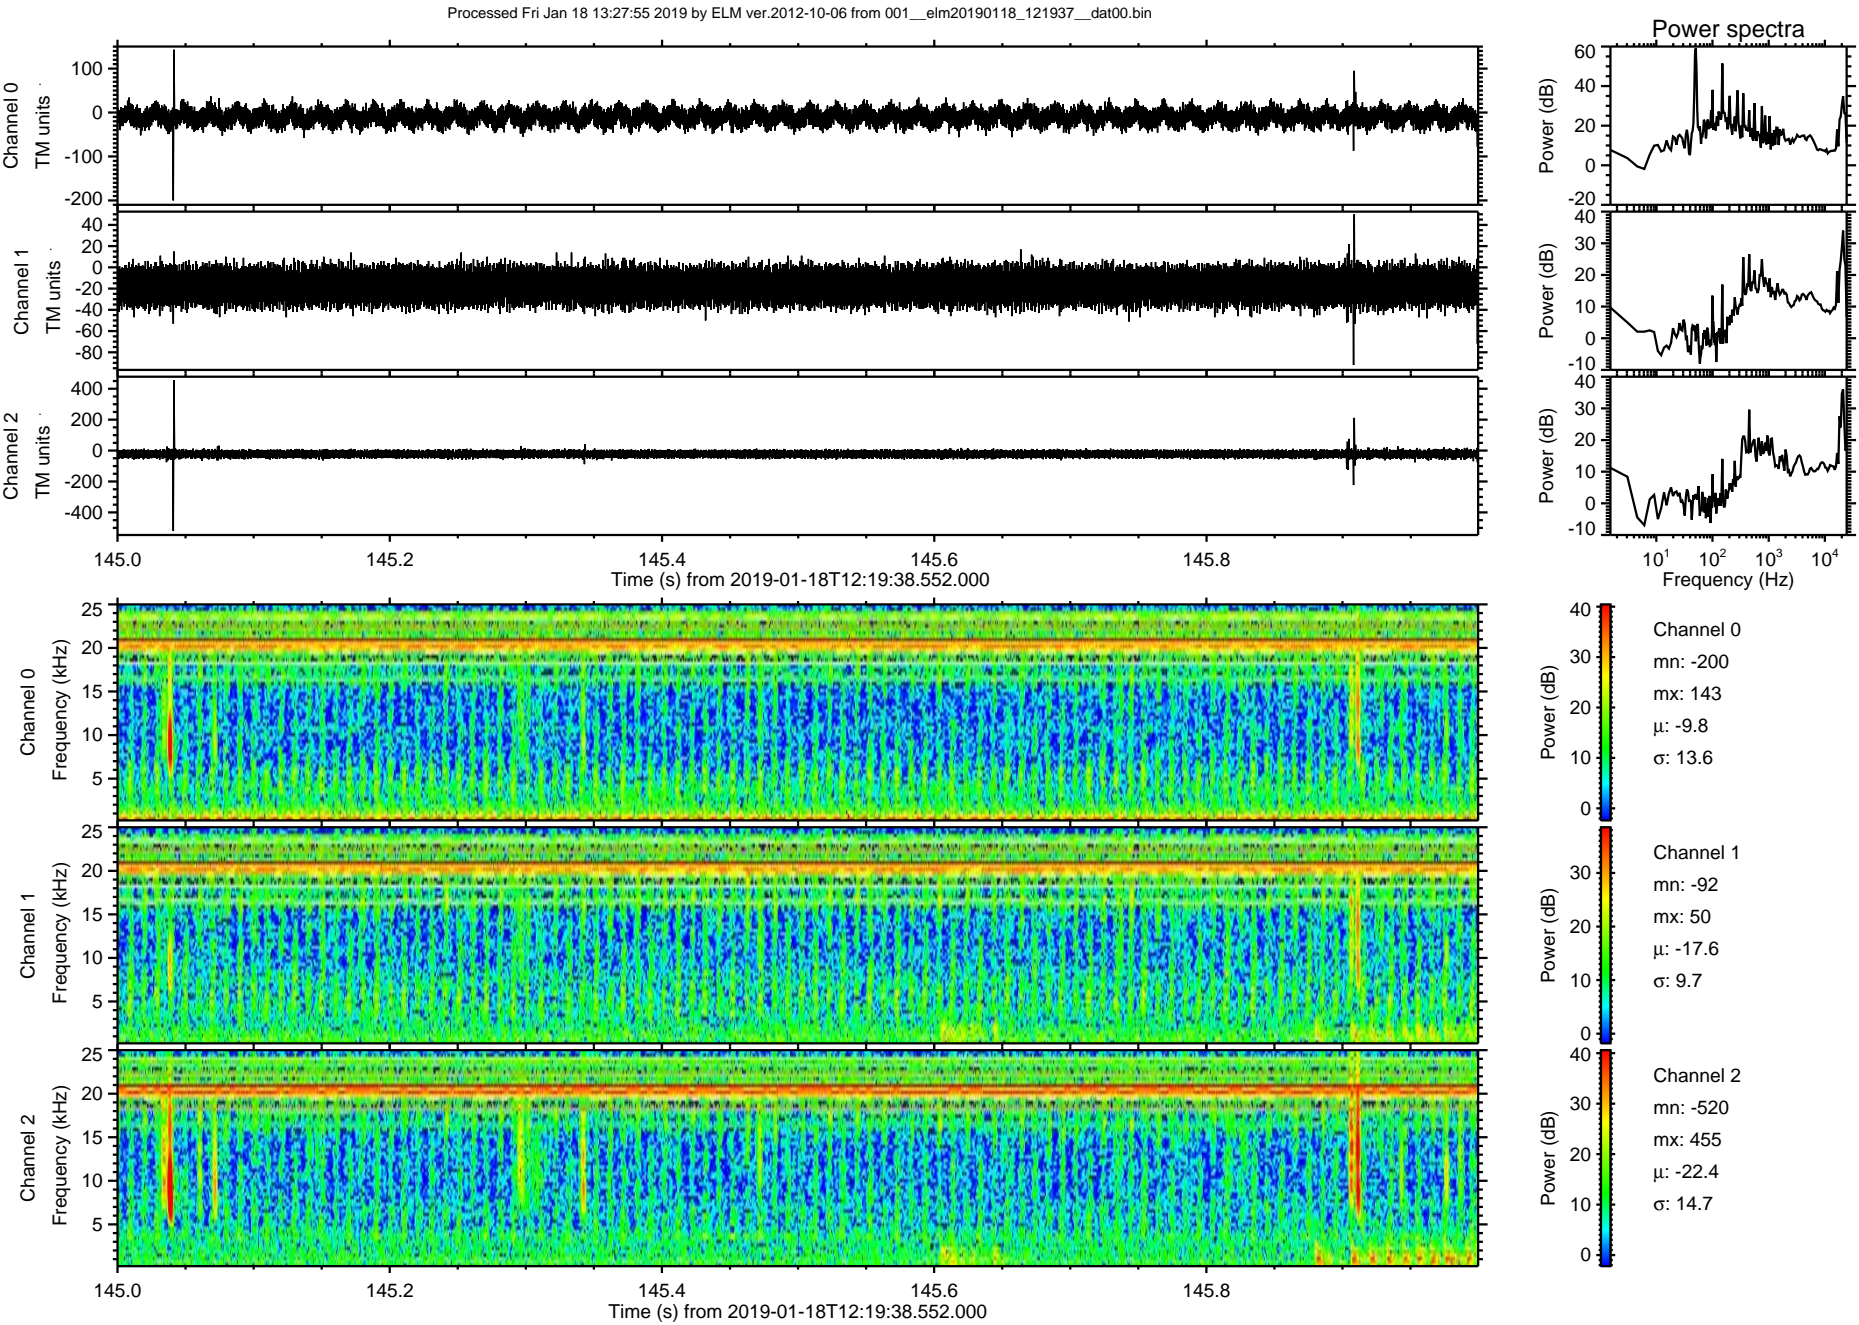 Processed Fri Jan 18 13:27:55 2019 by ELM ver.2012-10-06 from 001__elm20190118_121937__dat00.bin
Power spectra
Channel 0
TM units
100
0
-100
-200
Power (dB)
60
40
20
0
-20
Channel 1
TM units
40
20
0
-20
-40
-60
-80
Power (dB)
40
30
20
10
0
-10
Channel 2
TM units
400
200
0
-200
-400
Power (dB)
40
30
20
10
0
-10
145.0 145.2 145.4 145.6 145.8
Time (s) from 2019-01-18T12:19:38.552.000
10¹ 10² 10³ 10⁴
Frequency (Hz)
Channel 0
Frequency (kHz)
25
20
15
10
5
Power (dB)
40
30
20
10
0
Channel 0
mn: -200
mx: 143
µ: -9.8
σ: 13.6
Channel 1
Frequency (kHz)
25
20
15
10
5
Power (dB)
30
20
10
0
Channel 1
mn: -92
mx: 50
µ: -17.6
σ: 9.7
Channel 2
Frequency (kHz)
25
20
15
10
5
Power (dB)
40
30
20
10
0
Channel 2
mn: -520
mx: 455
µ: -22.4
σ: 14.7
145.0 145.2 145.4 145.6 145.8
Time (s) from 2019-01-18T12:19:38.552.000